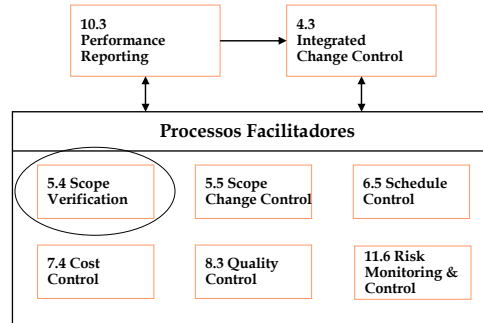 10.3
Performance
Reporting
4.3
Integrated
Change Control
Processos Facilitadores
5.4 Scope
Verification
5.5 Scope
Change Control
6.5 Schedule
Control
7.4 Cost
Control
8.3 Quality
Control
11.6 Risk
Monitoring &
Control